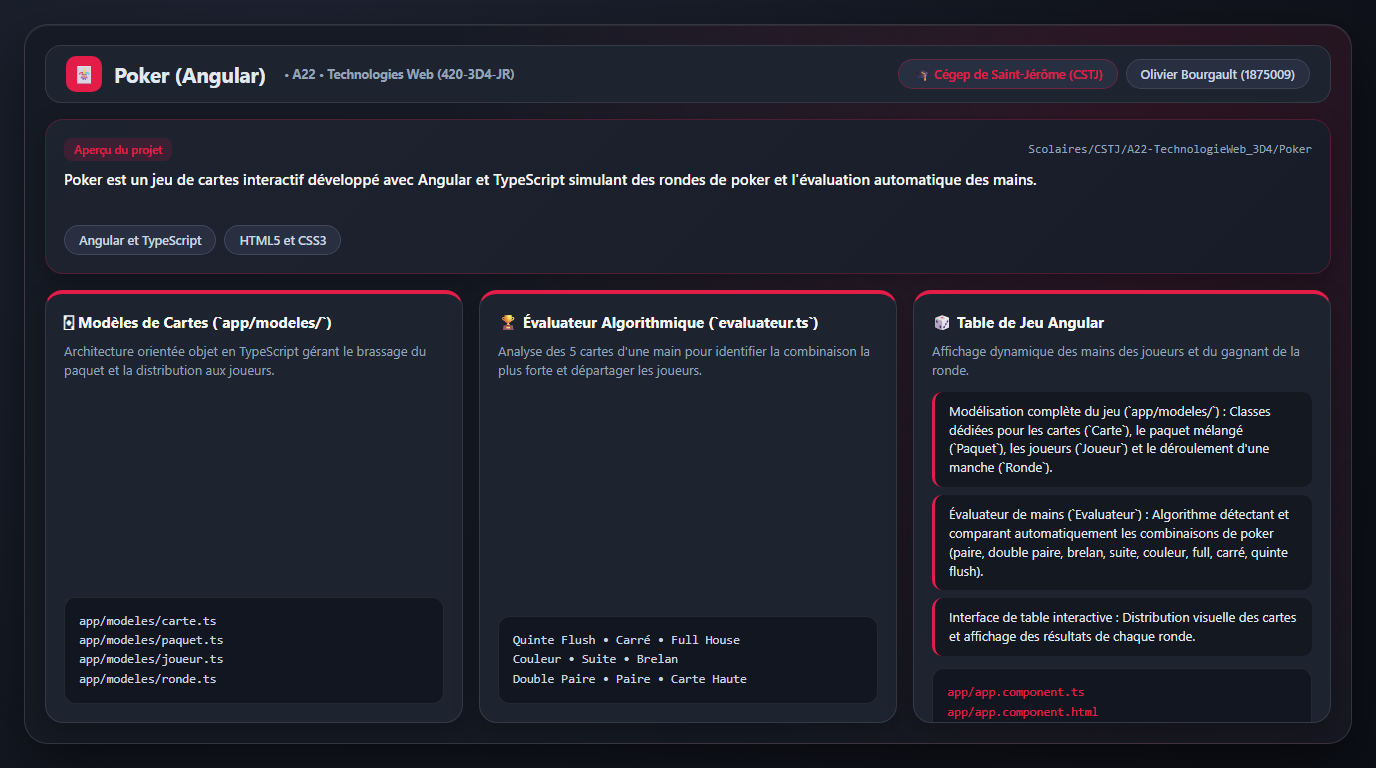 Poker (Angular)
• A22 • Technologies Web (420-3D4-JR)
Cégep de Saint-Jérôme (CSTJ)
Olivier Bourgault (1875009)
Aperçu du projet
Scolaires/CSTJ/A22-TechnologieWeb_3D4/Poker
Poker est un jeu de cartes interactif développé avec Angular et TypeScript simulant des rondes de poker et l'évaluation automatique des mains.
Angular et TypeScript
HTML5 et CSS3
Modèles de Cartes (`app/modeles/`)
Architecture orientée objet en TypeScript gérant le brassage du
paquet et la distribution aux joueurs.
app/modeles/carte.ts
app/modeles/paquet.ts
app/modeles/joueur.ts
app/modeles/ronde.ts
🏆 Évaluateur Algorithmique (`evaluateur.ts`)
Analyse des 5 cartes d'une main pour identifier la combinaison la
plus forte et départager les joueurs.
Quinte Flush • Carré • Full House
Couleur • Suite • Brelan
Double Paire • Paire • Carte Haute
🎲 Table de Jeu Angular
Affichage dynamique des mains des joueurs et du gagnant de la
ronde.
Modélisation complète du jeu (`app/modeles/`) : Classes
dédiées pour les cartes (`Carte`), le paquet mélangé
(`Paquet`), les joueurs (`Joueur`) et le déroulement d'une
manche (`Ronde`).
Évaluateur de mains (`Evaluateur`) : Algorithme détectant et
comparant automatiquement les combinaisons de poker
(paire, double paire, brelan, suite, couleur, full, carré, quinte
flush).
Interface de table interactive : Distribution visuelle des cartes
et affichage des résultats de chaque ronde.
app/app.component.ts
app/app.component.html